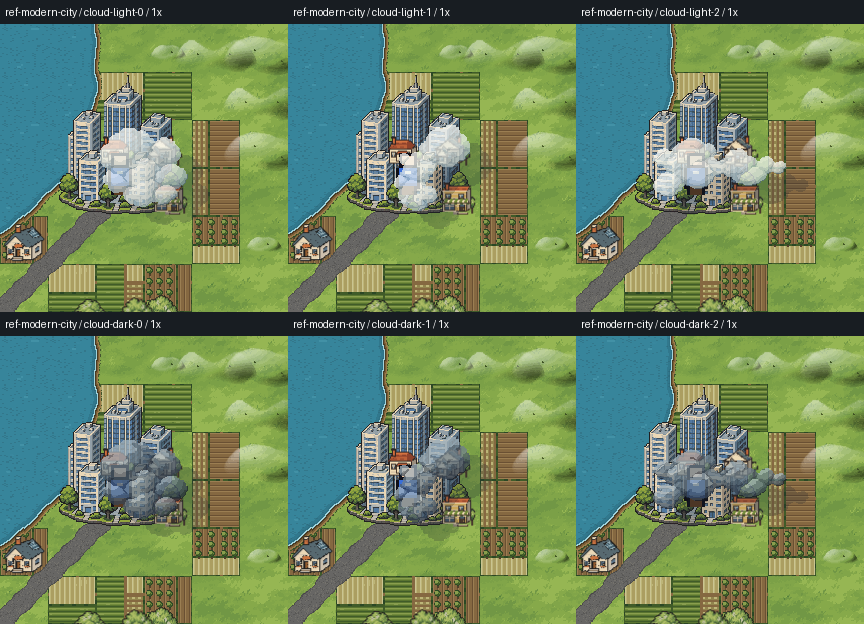 ref-modern-city / cloud-light-0 / 1x
ref-modern-city / cloud-light-1 / 1x
ref-modern-city / cloud-light-2 / 1x
ref-modern-city / cloud-dark-0 / 1x
ref-modern-city / cloud-dark-1 / 1x
ref-modern-city / cloud-dark-2 / 1x